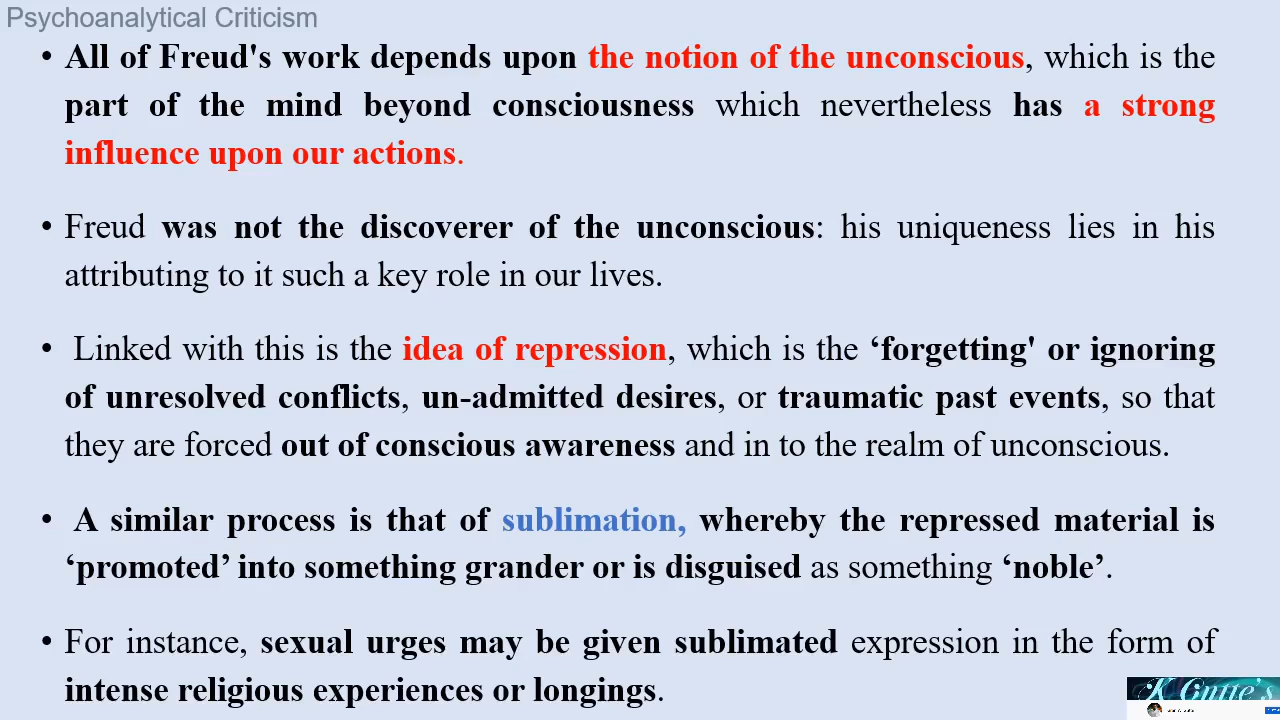 Psychoanalytical Criticism
• All of Freud's work depends upon the notion of the unconscious, which is the
part of the mind beyond consciousness which nevertheless has a strong
influence upon our actions.
• Freud was not the discoverer of the unconscious: his uniqueness lies in his
attributing to it such a key role in our lives.
• Linked with this is the idea of repression, which is the ‘forgetting' or ignoring
of unresolved conflicts, un-admitted desires, or traumatic past events, so that
they are forced out of conscious awareness and in to the realm of unconscious.
• A similar process is that of sublimation, whereby the repressed material is
‘promoted’ into something grander or is disguised as something ‘noble’.
• For instance, sexual urges may be given sublimated expression in the form of
intense religious experiences or longings.